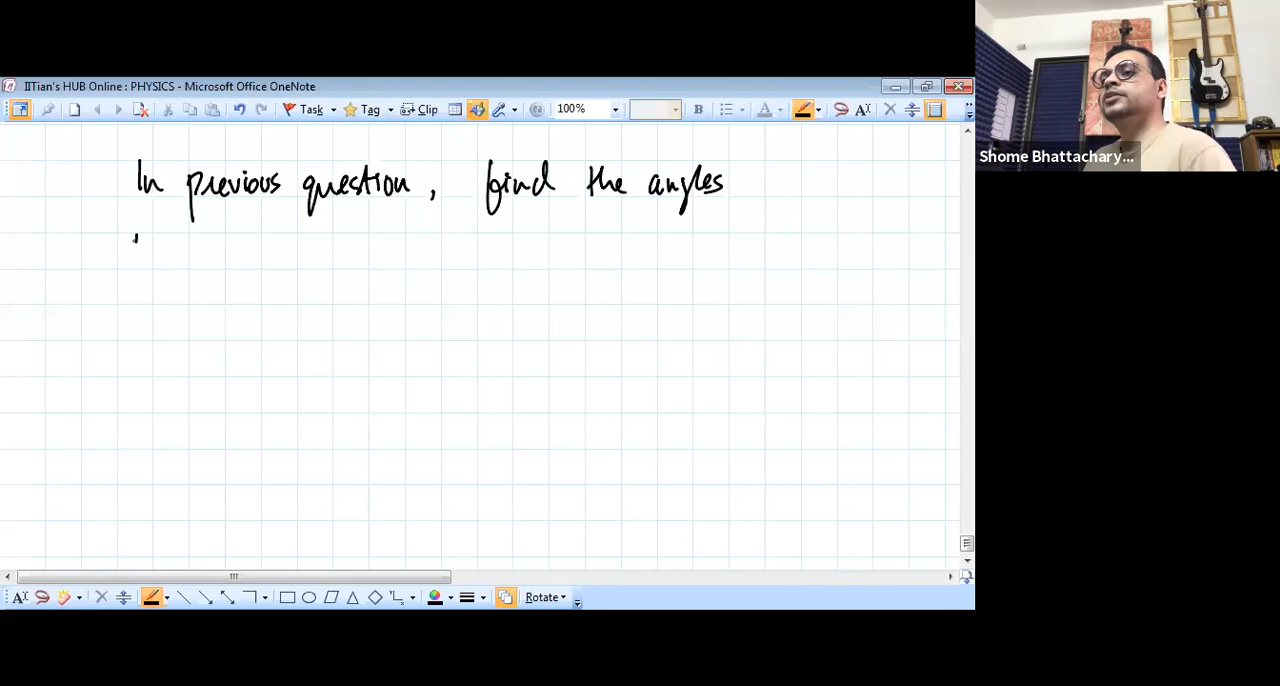 IITian's HUB Online : PHYSICS - Microsoft Office OneNote
Task Tag Clip 100% B A
In previous question, find the angles
Shome Bhattachary...
Rotate